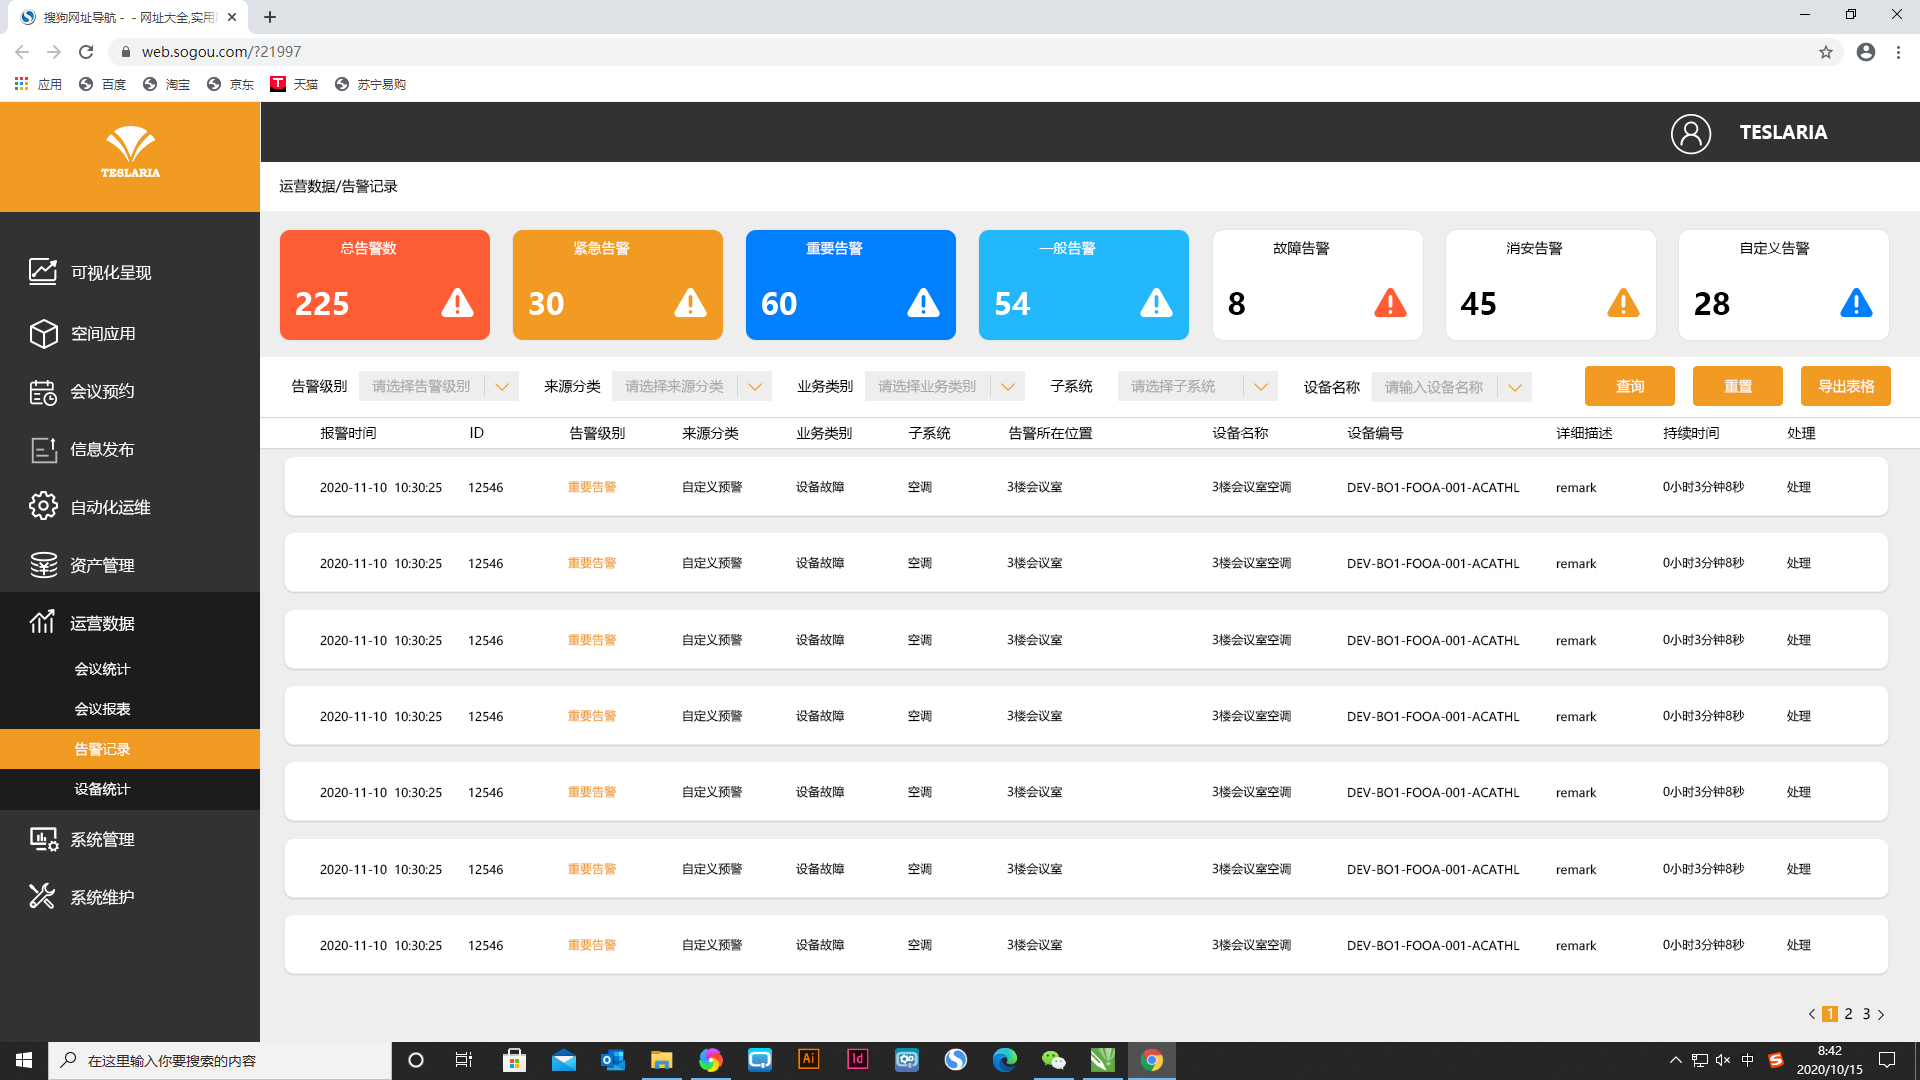 搜狗网址导航 - - 网址大全,实用
web.sogou.com/?21997
应用 百度 淘宝 京东 天猫 苏宁易购
TESLARIA
TESLARIA
运营数据/告警记录
总告警数 紧急告警 重要告警 一般告警 故障告警 消安告警 自定义告警
225 30 60 54 8 45 28
可视化呈现
空间应用
会议预约
信息发布
自动化运维
资产管理
运营数据
会议统计
会议报表
告警记录
设备统计
系统管理
系统维护
告警级别 请选择告警级别 来源分类 请选择来源分类 业务类别 请选择业务类别 子系统 请选择子系统 设备名称 请输入设备名称 查询 重置 导出表格
报警时间 ID 告警级别 来源分类 业务类别 子系统 告警所在位置 设备名称 设备编号 详细描述 持续时间 处理
2020-11-10 10:30:25 12546 重要告警 自定义预警 设备故障 空调 3楼会议室 3楼会议室空调 DEV-BO1-FOOA-001-ACATHL remark 0小时3分钟8秒 处理
2020-11-10 10:30:25 12546 重要告警 自定义预警 设备故障 空调 3楼会议室 3楼会议室空调 DEV-BO1-FOOA-001-ACATHL remark 0小时3分钟8秒 处理
2020-11-10 10:30:25 12546 重要告警 自定义预警 设备故障 空调 3楼会议室 3楼会议室空调 DEV-BO1-FOOA-001-ACATHL remark 0小时3分钟8秒 处理
2020-11-10 10:30:25 12546 重要告警 自定义预警 设备故障 空调 3楼会议室 3楼会议室空调 DEV-BO1-FOOA-001-ACATHL remark 0小时3分钟8秒 处理
2020-11-10 10:30:25 12546 重要告警 自定义预警 设备故障 空调 3楼会议室 3楼会议室空调 DEV-BO1-FOOA-001-ACATHL remark 0小时3分钟8秒 处理
2020-11-10 10:30:25 12546 重要告警 自定义预警 设备故障 空调 3楼会议室 3楼会议室空调 DEV-BO1-FOOA-001-ACATHL remark 0小时3分钟8秒 处理
2020-11-10 10:30:25 12546 重要告警 自定义预警 设备故障 空调 3楼会议室 3楼会议室空调 DEV-BO1-FOOA-001-ACATHL remark 0小时3分钟8秒 处理
< 1 2 3 >
在这里输入你要搜索的内容
Ai Id
中
8:42
2020/10/15